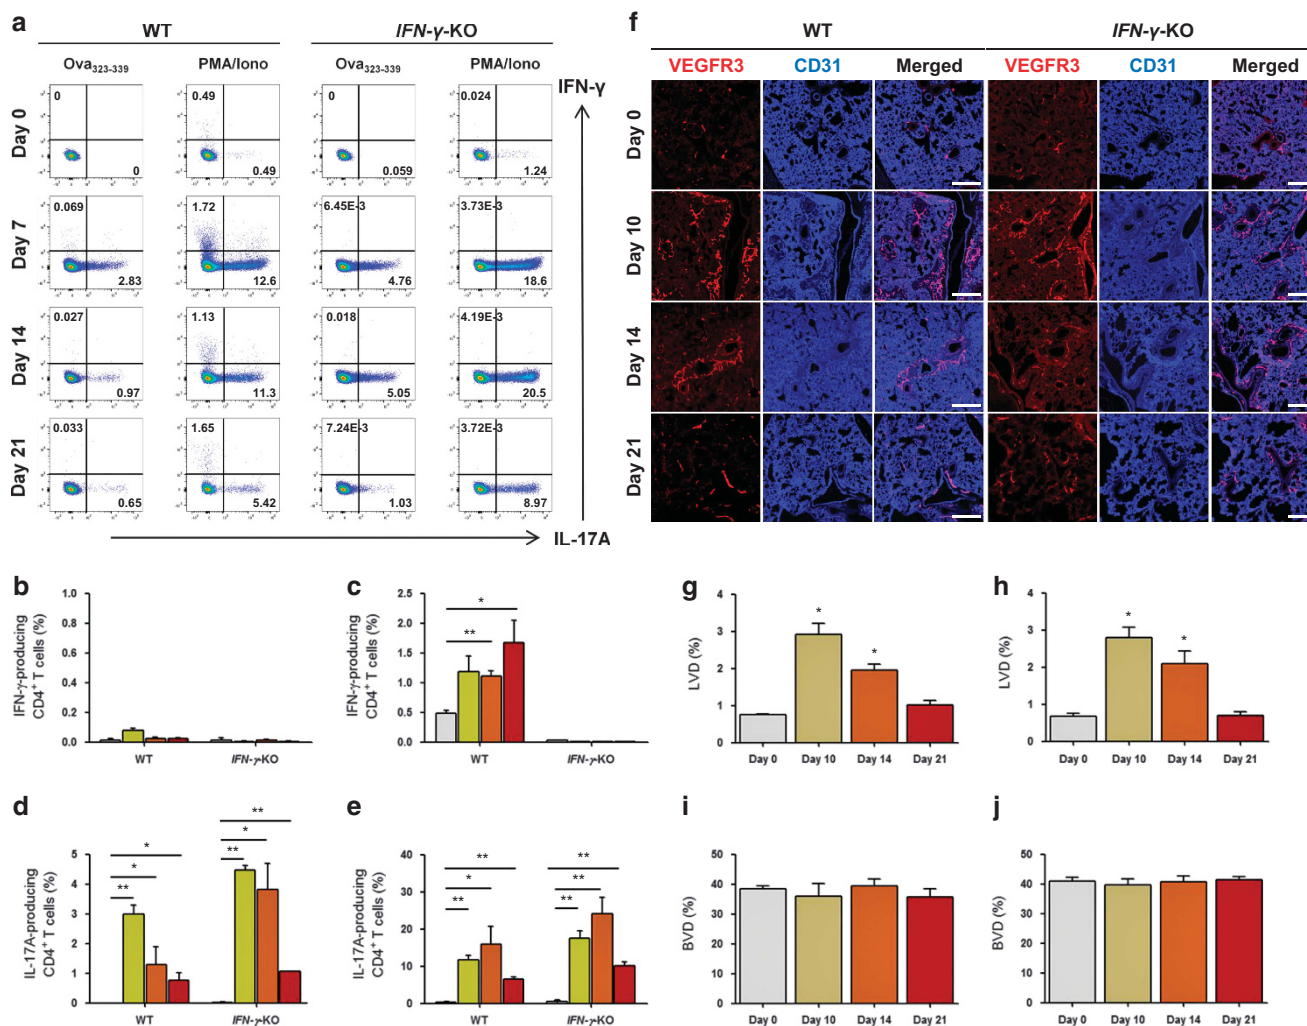 a
WT
IFN-γ-KO
Ova323-339
PMA/Iono
Ova323-339
PMA/Iono
IFN-γ
Day 0
0
0
0.49
0.49
0
0.059
0.024
1.24
Day 7
0.069
2.83
1.72
12.6
6.45E-3
4.76
3.73E-3
18.6
Day 14
0.027
0.97
1.13
11.3
0.018
5.05
4.19E-3
20.5
Day 21
0.033
0.65
1.65
5.42
7.24E-3
1.03
3.72E-3
8.97
IL-17A
f
WT
IFN-γ-KO
VEGFR3 CD31 Merged
VEGFR3 CD31 Merged
Day 0
Day 10
Day 14
Day 21
b
IFN-γ-producing
CD4+ T cells (%)
1.0
0.8
0.6
0.4
0.2
0.0
WT
IFN-γ-KO
c
IFN-γ-producing
CD4+ T cells (%)
2.5
2.0
1.5
1.0
0.5
0.0
*
**
WT
IFN-γ-KO
d
IL-17A-producing
CD4+ T cells (%)
5
4
3
2
1
0
*
*
**
**
*
**
WT
IFN-γ-KO
e
IL-17A-producing
CD4+ T cells (%)
40
30
20
10
0
**
*
**
**
**
**
WT
IFN-γ-KO
g
LVD (%)
4
3
2
1
0
*
*
Day 0 Day 10 Day 14 Day 21
h
LVD (%)
4
3
2
1
0
*
*
Day 0 Day 10 Day 14 Day 21
i
BVD (%)
50
40
30
20
10
0
Day 0 Day 10 Day 14 Day 21
j
BVD (%)
50
40
30
20
10
0
Day 0 Day 10 Day 14 Day 21